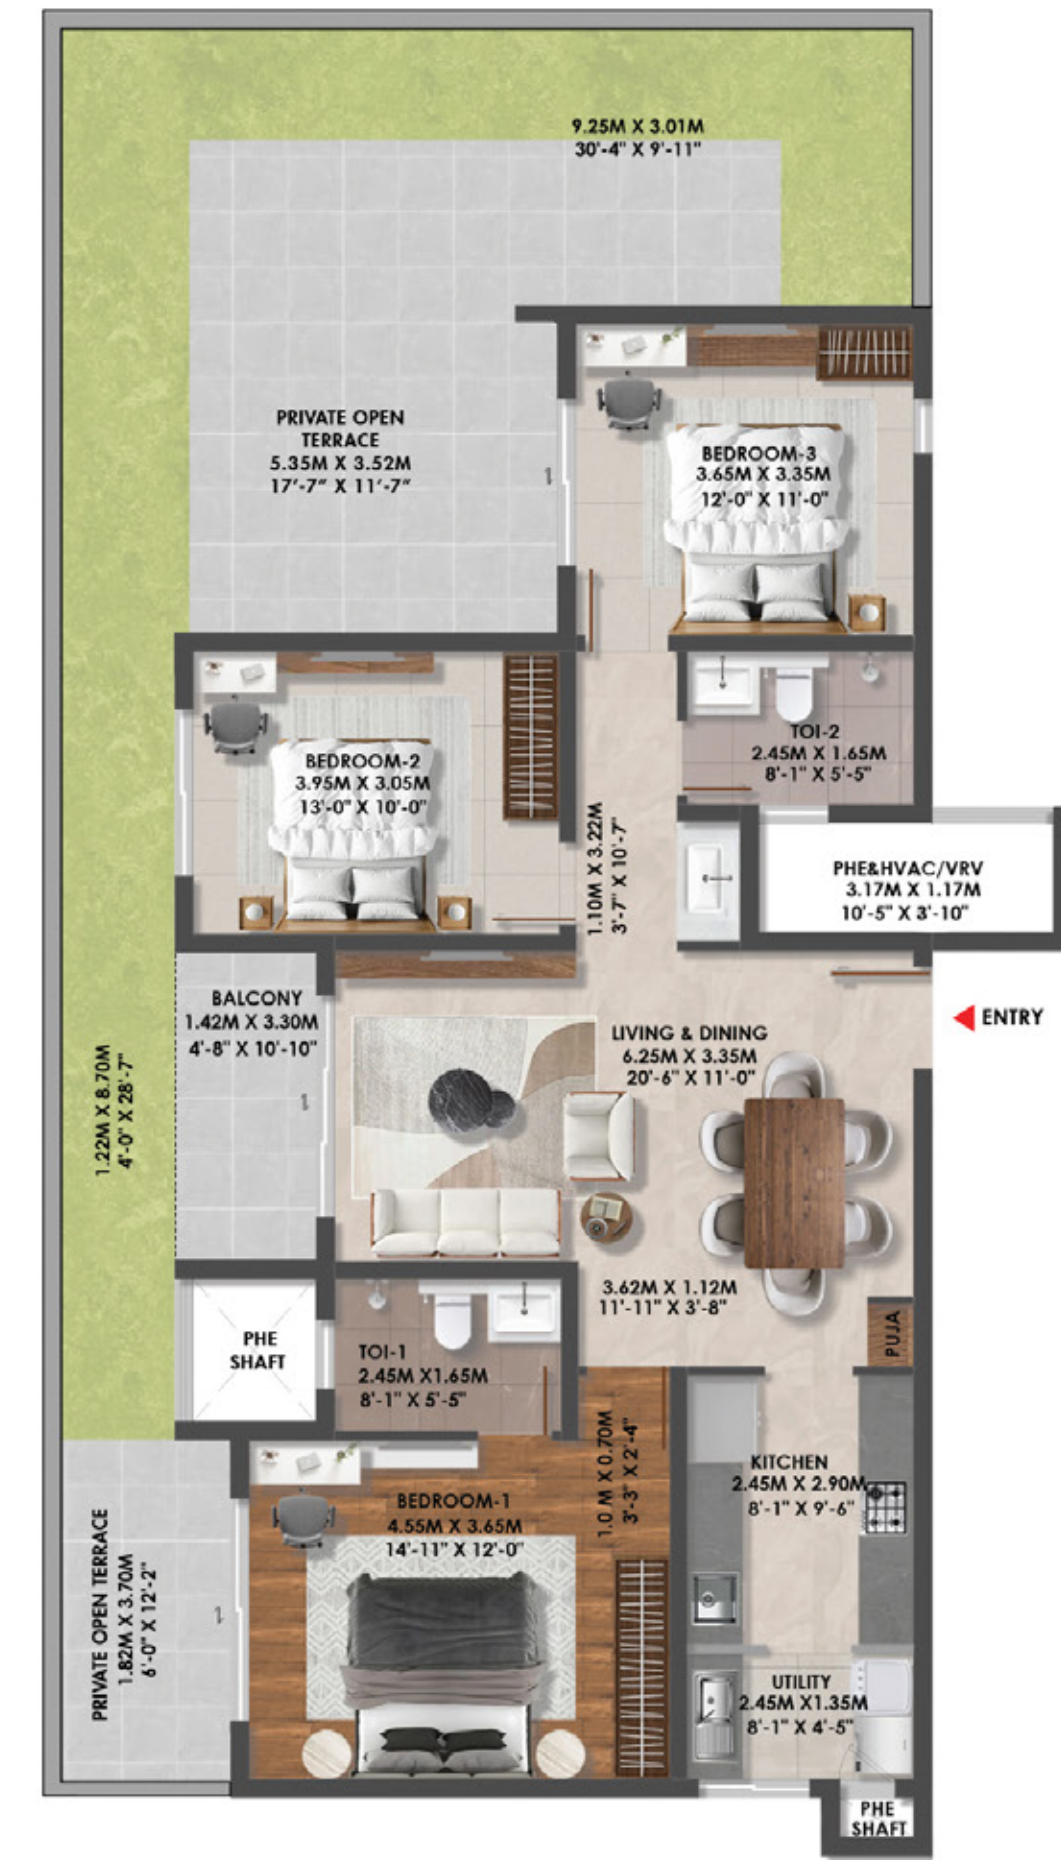 9.25M X 3.01M
30'-4" X 9'-11"
PRIVATE OPEN
TERRACE
5.35M X 3.52M
17'-7" X 11'-7"
BEDROOM-3
3.65M X 3.35M
12'-0" X 11'-0"
BEDROOM-2
3.95M X 3.05M
13'-0" X 10'-0"
TOI-2
2.45M X 1.65M
8'-1" X 5'-5"
1.10M X 3.22M
3'-7" X 10'-7"
PHE&HVAC/VRV
3.17M X 1.17M
10'-5" X 3'-10"
BALCONY
1.42M X 3.30M
4'-8" X 10'-10"
LIVING & DINING
6.25M X 3.35M
20'-6" X 11'-0"
ENTRY
1.22M X 8.70M
4'-0" X 28'-7"
3.62M X 1.12M
11'-11" X 3'-8"
PUJA
PHE
SHAFT
TOI-1
2.45M X1.65M
8'-1" X 5'-5"
1.0 M X 0.70M
3'-3" X 2'-4"
KITCHEN
2.45M X 2.90M
8'-1" X 9'-6"
BEDROOM-1
4.55M X 3.65M
14'-11" X 12'-0"
PRIVATE OPEN TERRACE
1.82M X 3.70M
6'-0" X 12'-2"
UTILITY
2.45M X1.35M
8'-1" X 4'-5"
PHE
SHAFT